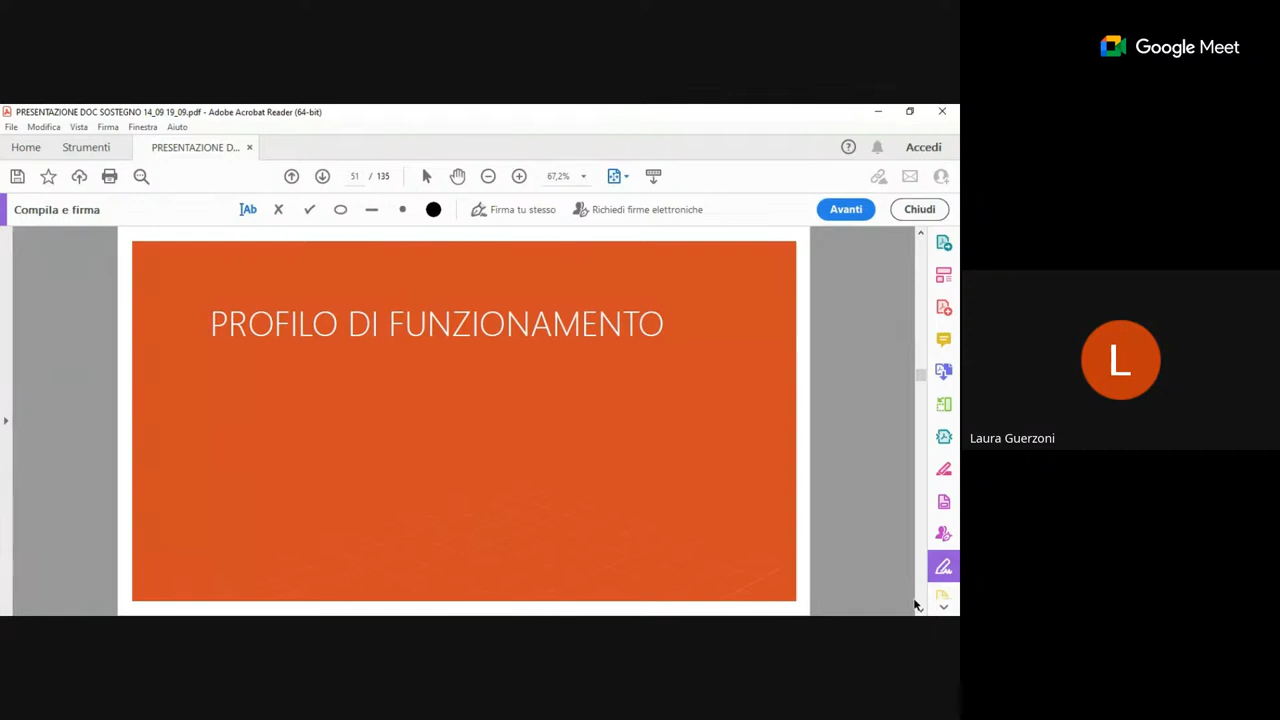 Google Meet
PRESENTAZIONE DOC SOSTEGNO 14_09 19_09.pdf - Adobe Acrobat Reader (64-bit)
File Modifica Vista Firma Finestra Aiuto
Home Strumenti PRESENTAZIONE D... × Accedi
51 / 135 67,2%
Compila e firma Ab Firma tu stesso Richiedi firme elettroniche Avanti Chiudi
PROFILO DI FUNZIONAMENTO
L
Laura Guerzoni